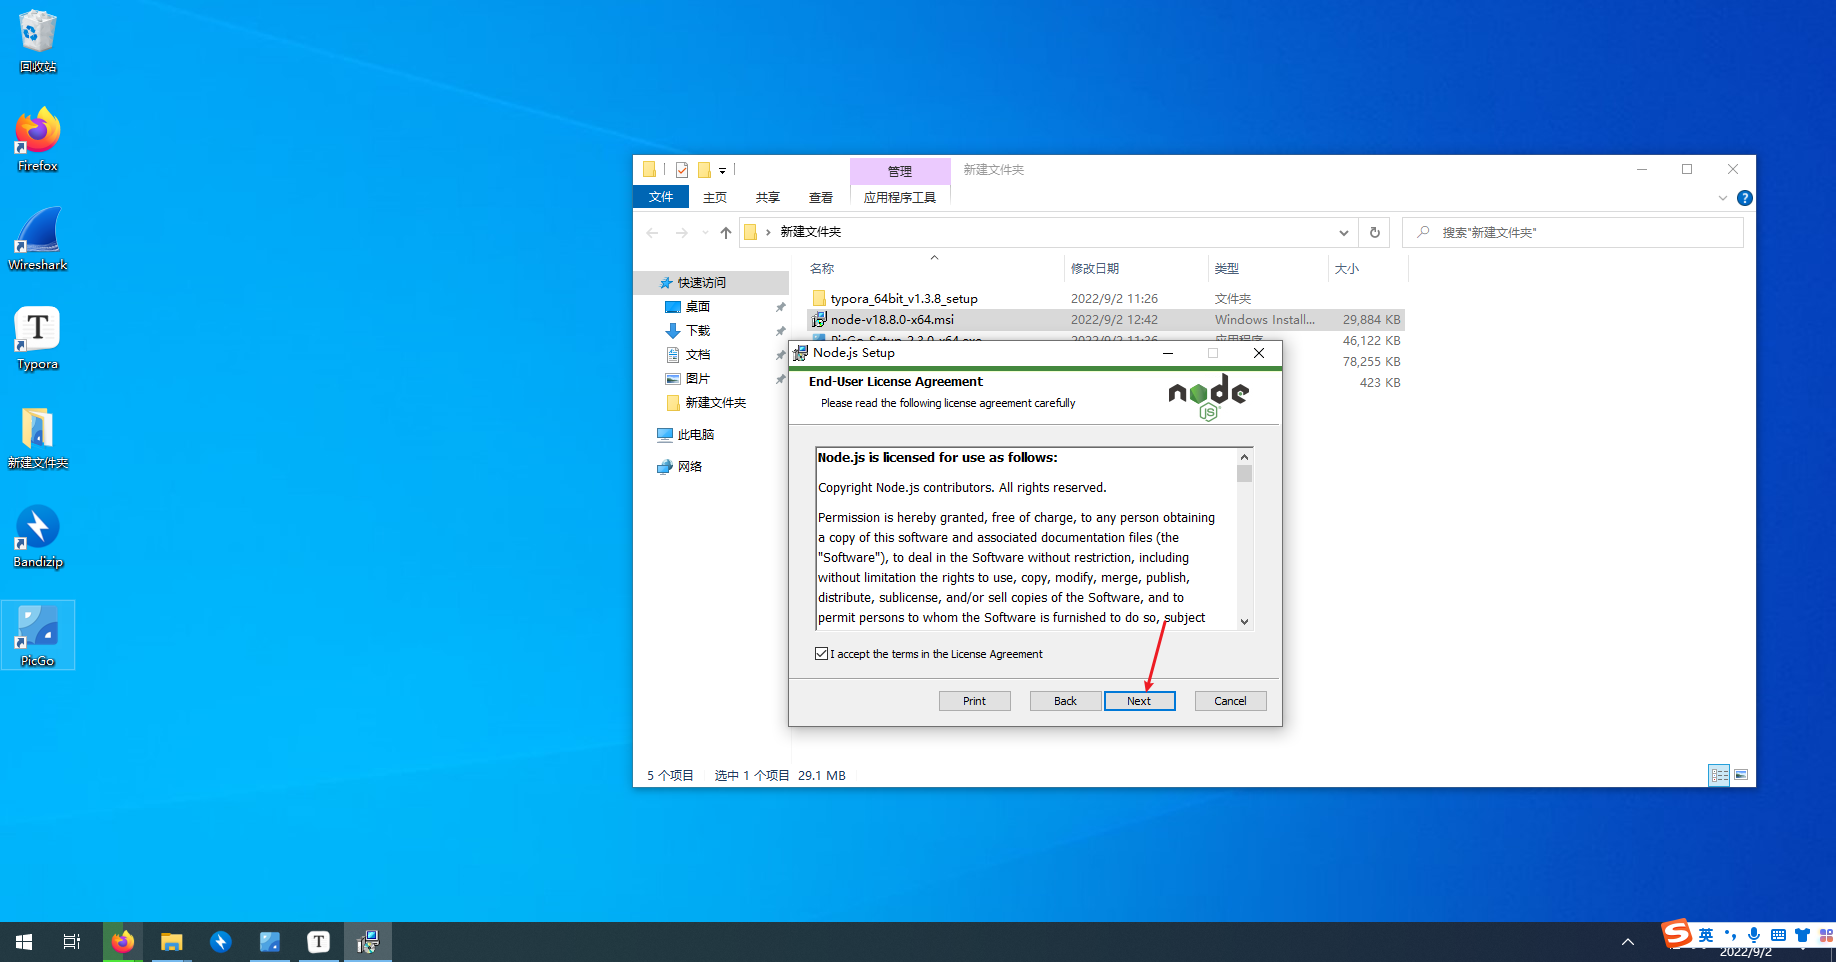 回收站
Firefox
Wireshark
Typora
新建文件夹
Bandizip
PicGo
管理
新建文件夹
文件
主页
共享
查看
应用程序工具
新建文件夹
搜索"新建文件夹"
快速访问
桌面
下载
文档
图片
新建文件夹
此电脑
网络
名称
修改日期
类型
大小
typora_64bit_v1.3.8_setup
2022/9/2 11:26
文件夹
node-v18.8.0-x64.msi
2022/9/2 12:42
Windows Install...
29,884 KB
46,122 KB
78,255 KB
423 KB
Node.js Setup
End-User License Agreement
Please read the following license agreement carefully
node
JS
Node.js is licensed for use as follows:
Copyright Node.js contributors. All rights reserved.
Permission is hereby granted, free of charge, to any person obtaining
a copy of this software and associated documentation files (the
"Software"), to deal in the Software without restriction, including
without limitation the rights to use, copy, modify, merge, publish,
distribute, sublicense, and/or sell copies of the Software, and to
permit persons to whom the Software is furnished to do so, subject
I accept the terms in the License Agreement
Print
Back
Next
Cancel
5 个项目
选中 1 个项目
29.1 MB
英
2022/9/2